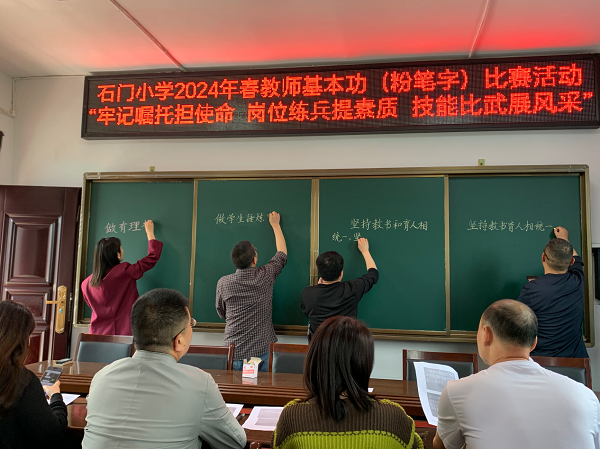 石门小学2024年春教师基本功（粉笔字）比赛活动
“牢记嘱托担使命 岗位练兵提素质 技能比武展风采”
做有理
做学生锤炼
坚持教书和育人相
统一。坚
坚持教书育人相统一